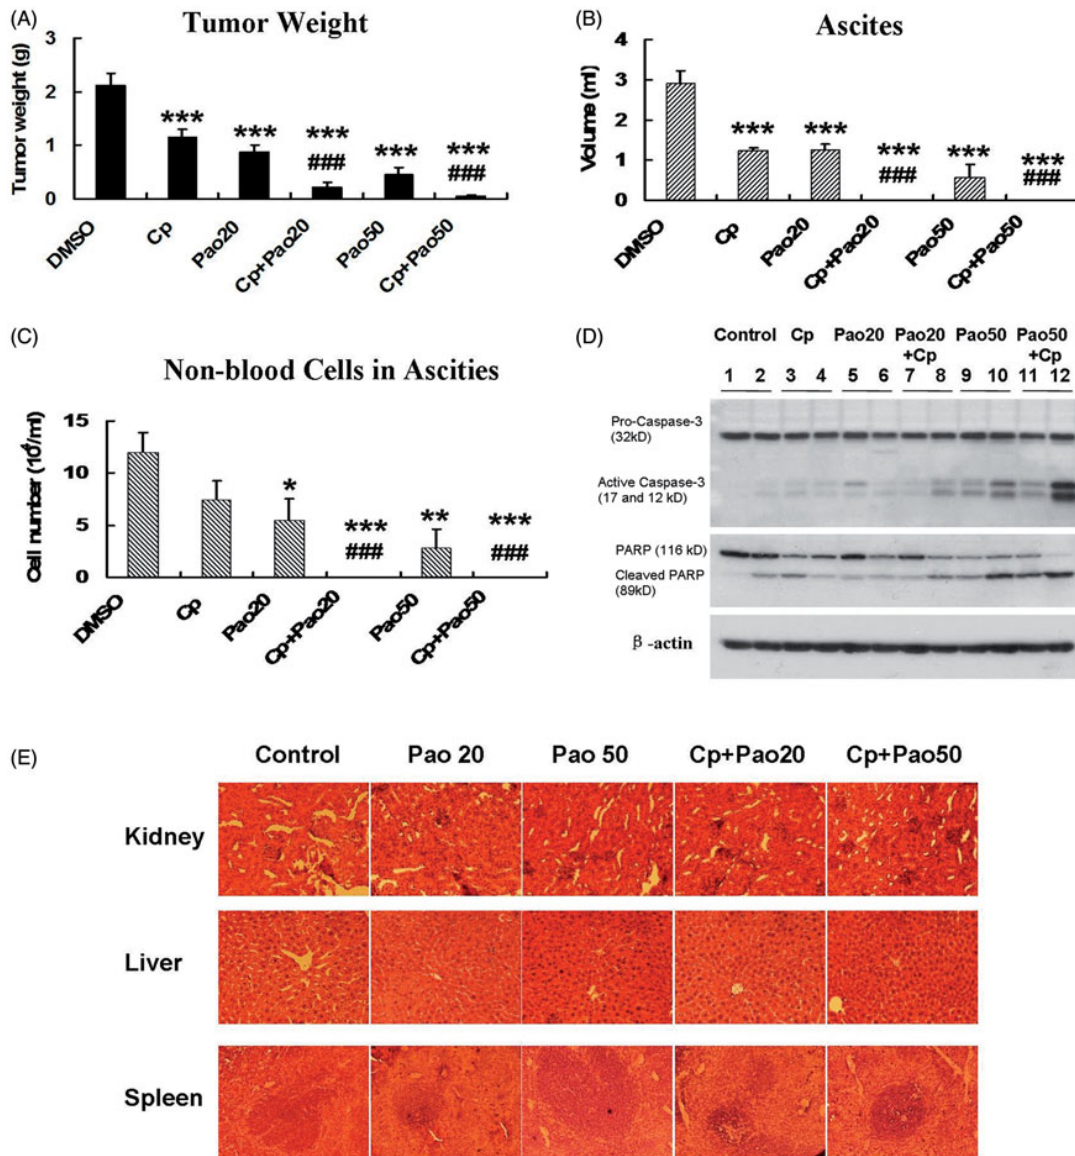 (A)
Tumor Weight
Tumor weight (g)
3
2
1
0
***
***
***
###
***
***
###
DMSO
Cp
Pao20
Cp+Pao20
Pao50
Cp+Pao50
(B)
Ascites
Volume (ml)
4
3
2
1
0
***
***
***
###
***
***
###
DMSO
Cp
Pao20
Cp+Pao20
Pao50
Cp+Pao50
(C)
Non-blood Cells in Ascities
15
10
5
0
*
***
###
**
***
###
DMSO
Cp
Pao20
Cp+Pao20
Pao50
Cp+Pao50
(D)
Control Cp Pao20 Pao20 +Cp Pao50 Pao50 +Cp
1 2 3 4 5 6 7 8 9 10 11 12
Pro-Caspase-3
(32kD)
Active Caspase-3
(17 and 12 kD)
PARP (116 kD)
Cleaved PARP
(89kD)
β -actin
(E)
Control Pao 20 Pao 50 Cp+Pao20 Cp+Pao50
Kidney
Liver
Spleen